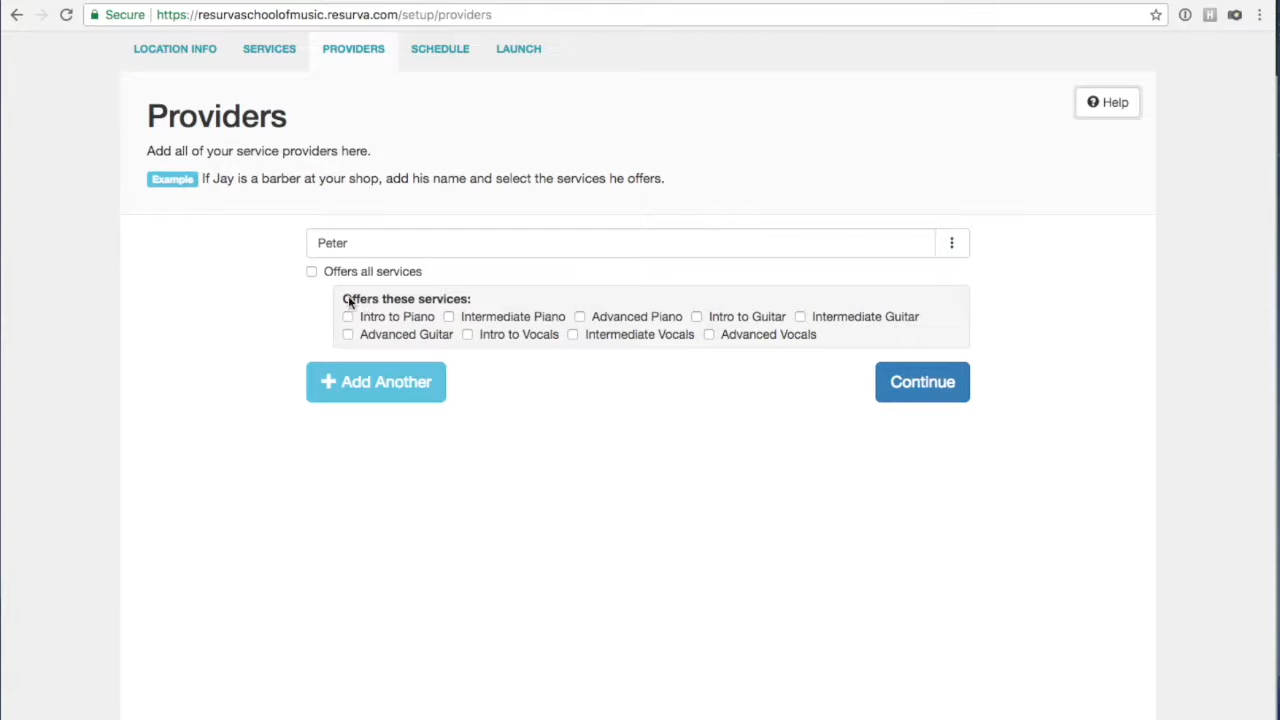 Secure https://resurvaschoolofmusic.resurva.com/setup/providers
LOCATION INFO SERVICES PROVIDERS SCHEDULE LAUNCH
Providers
Help
Add all of your service providers here.
Example If Jay is a barber at your shop, add his name and select the services he offers.
Peter
Offers all services
Offers these services:
Intro to Piano Intermediate Piano Advanced Piano Intro to Guitar Intermediate Guitar
Advanced Guitar Intro to Vocals Intermediate Vocals Advanced Vocals
+ Add Another Continue